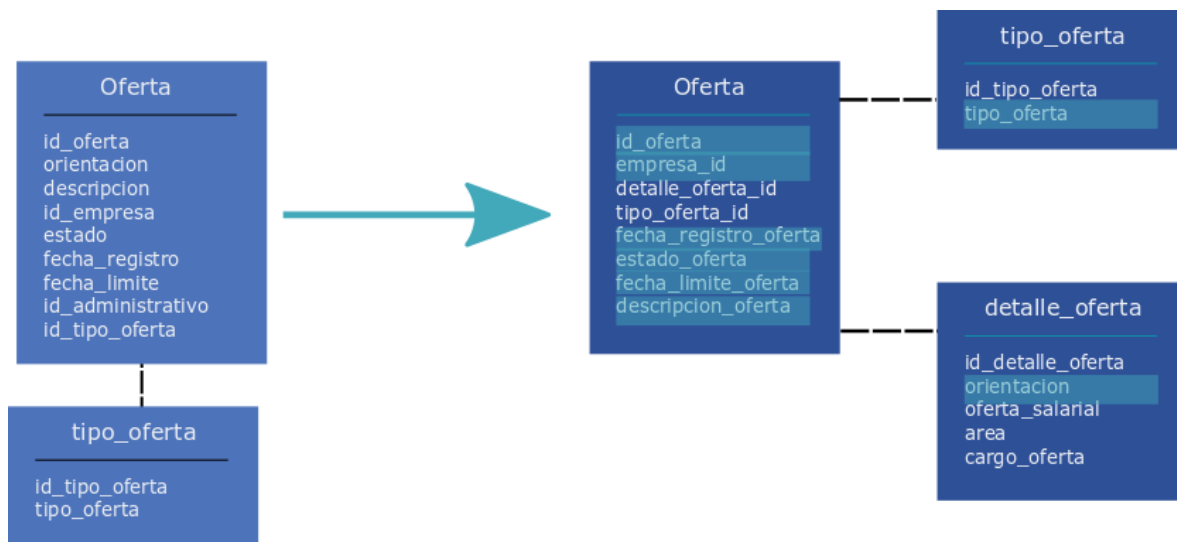 Oferta
id_oferta
orientacion
descripcion
id_empresa
estado
fecha_registro
fecha_limite
id_administrativo
id_tipo_oferta
tipo_oferta
id_tipo_oferta
tipo_oferta
Oferta
id_oferta
empresa_id
detalle_oferta_id
tipo_oferta_id
fecha_registro_oferta
estado_oferta
fecha_limite_oferta
descripcion_oferta
tipo_oferta
id_tipo_oferta
tipo_oferta
detalle_oferta
id_detalle_oferta
orientacion
oferta_salarial
area
cargo_oferta